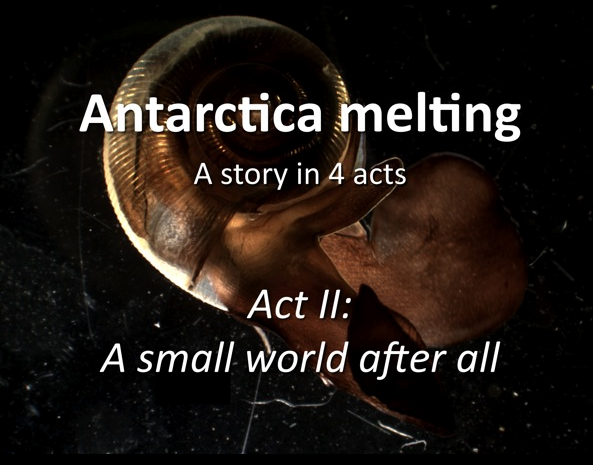 Antarctica melting
A story in 4 acts
Act II:
A small world after all